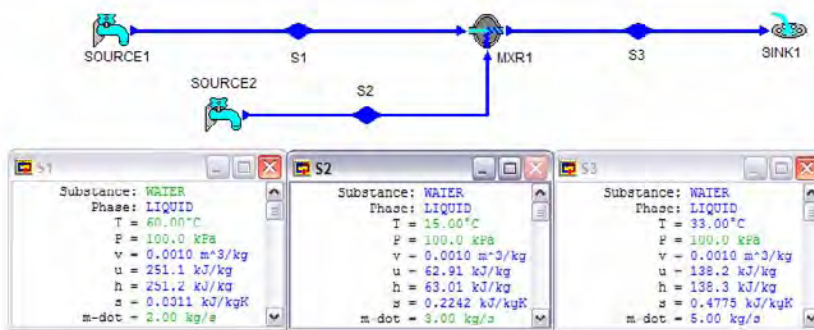 SOURCE1
S1
MXR1
S3
SINK1
SOURCE2
S2
S1
Substance: WATER
Phase: LIQUID
T = 60.00°C
P = 100.0 kPa
v = 0.0010 m^3/kg
u = 251.1 kJ/kg
h = 251.2 kJ/kg
s = 0.8311 kJ/kgK
m-dot = 2.00 kg/s
S2
Substance: WATER
Phase: LIQUID
T = 15.00°C
P = 100.0 kPa
v = 0.0010 m^3/kg
u = 62.91 kJ/kg
h = 63.01 kJ/kg
s = 0.2242 kJ/kgK
m-dot = 3.00 kg/s
S3
Substance: WATER
Phase: LIQUID
T = 33.00°C
P = 100.0 kPa
v = 0.0010 m^3/kg
u = 138.2 kJ/kg
h = 138.3 kJ/kg
s = 0.4775 kJ/kgK
m-dot = 5.00 kg/s